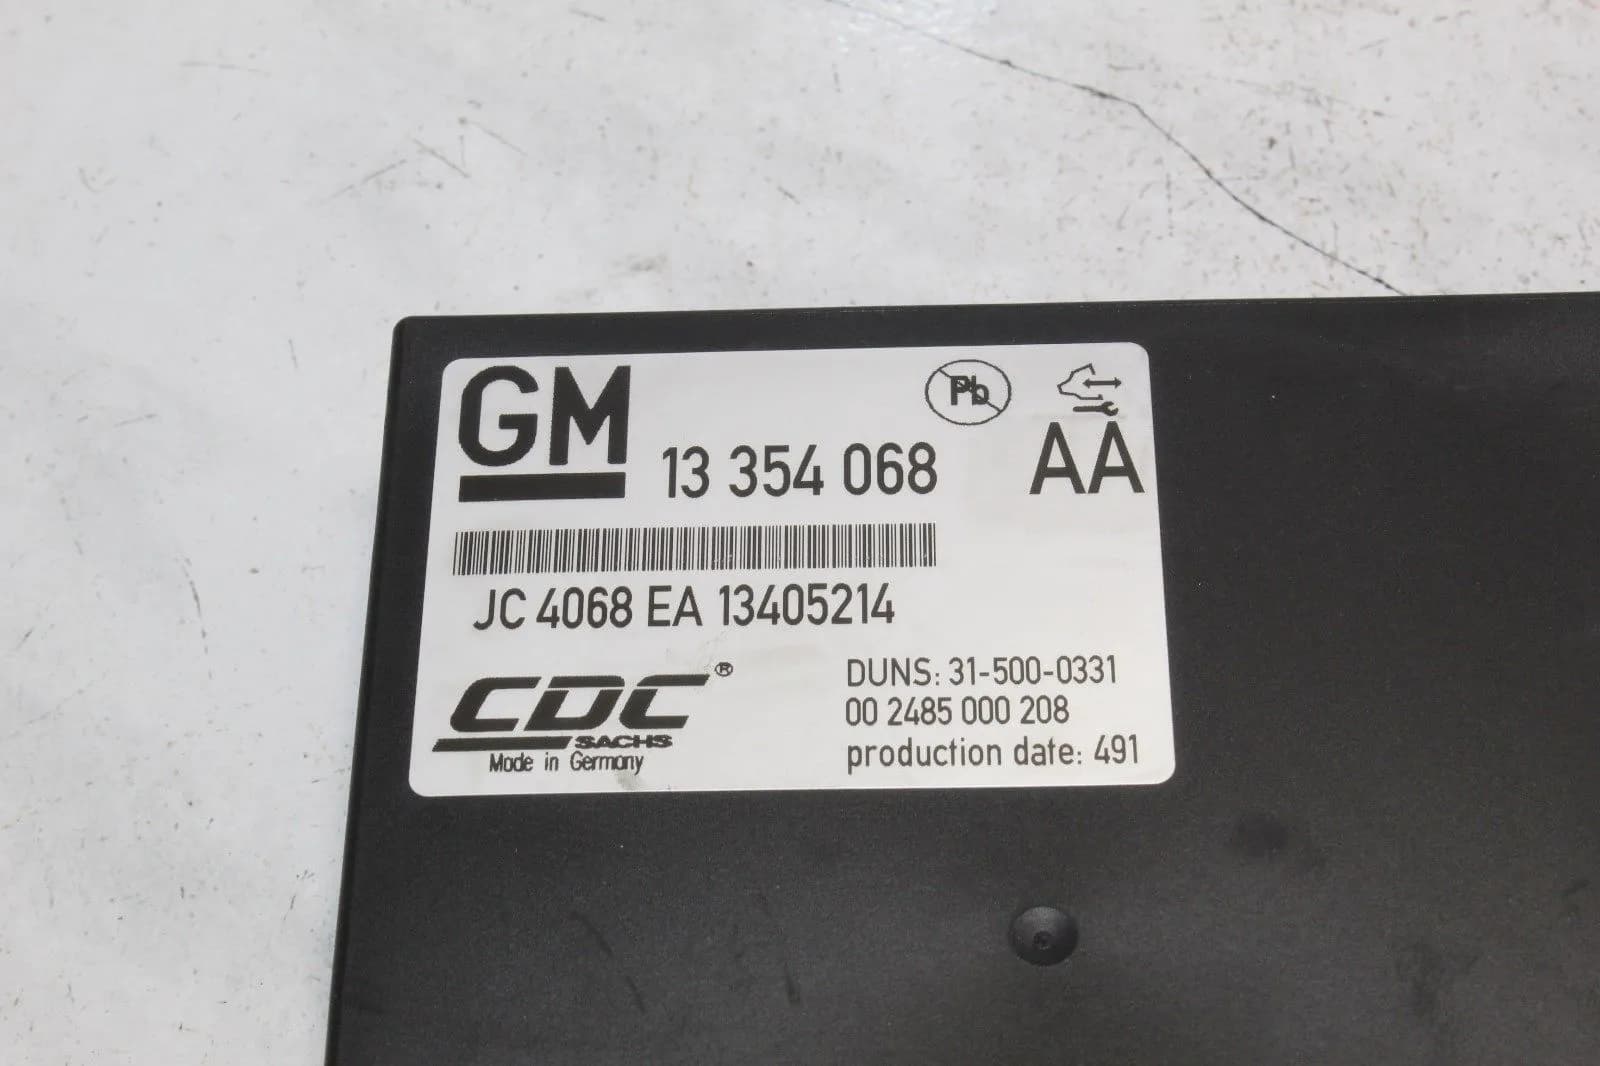 GM
Pb
13 354 068
AA
JC 4068 EA 13405214
CDC®
SACHS
Made in Germany
DUNS: 31-500-0331
00 2485 000 208
production date: 491